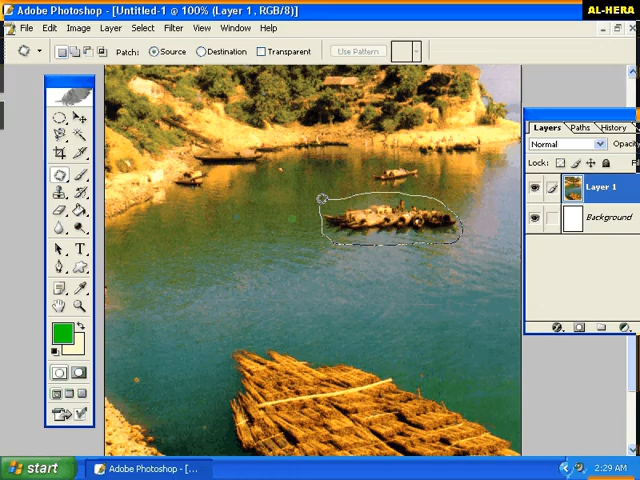 Adobe Photoshop - [Untitled-1 @ 100% (Layer 1, RGB/8)]
AL-HERA
File Edit Image Layer Select Filter View Window Help
Patch: Source Destination Transparent Use Pattern
Layers Paths History
Normal Opacity
Lock:
Layer 1
Background
T
start Adobe Photoshop - [... 2:29 AM